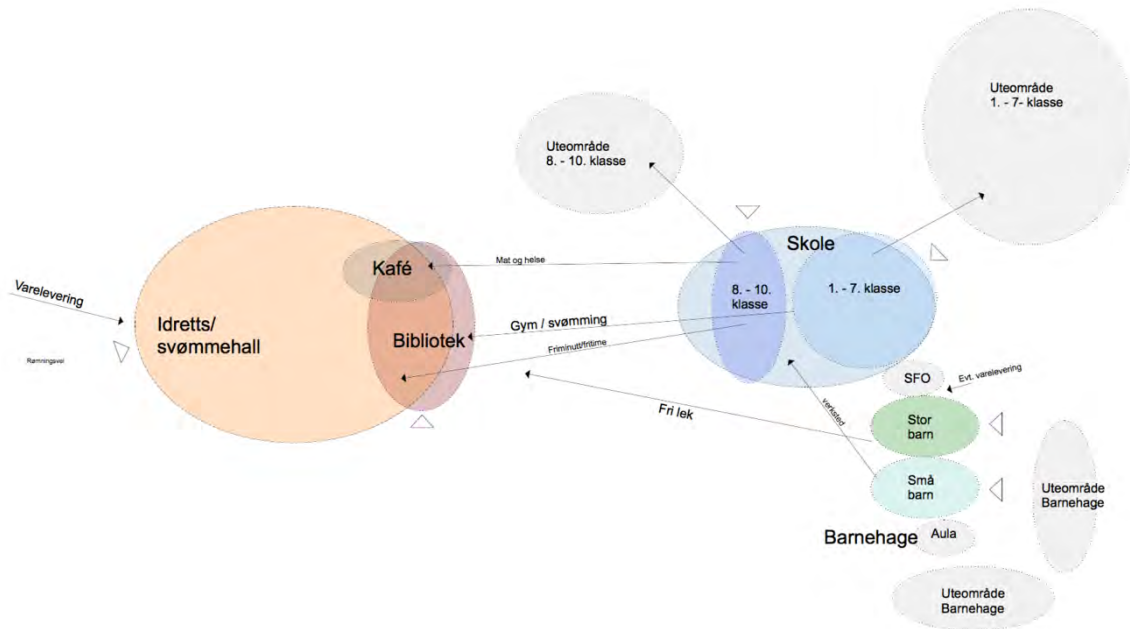 Uteområde
1. - 7- klasse
Uteområde
8. - 10. klasse
Skole
Kafé
Mat og helse
8. - 10.
klasse
1. - 7. klasse
Varelevering
Idretts/
svømmehall
Bibliotek
Gym / svømming
Friminutt/fritime
Rømningsvei
SFO
Evt. varelevering
Fri lek
verksted
Stor
barn
Små
barn
Uteområde
Barnehage
Barnehage
Aula
Uteområde
Barnehage